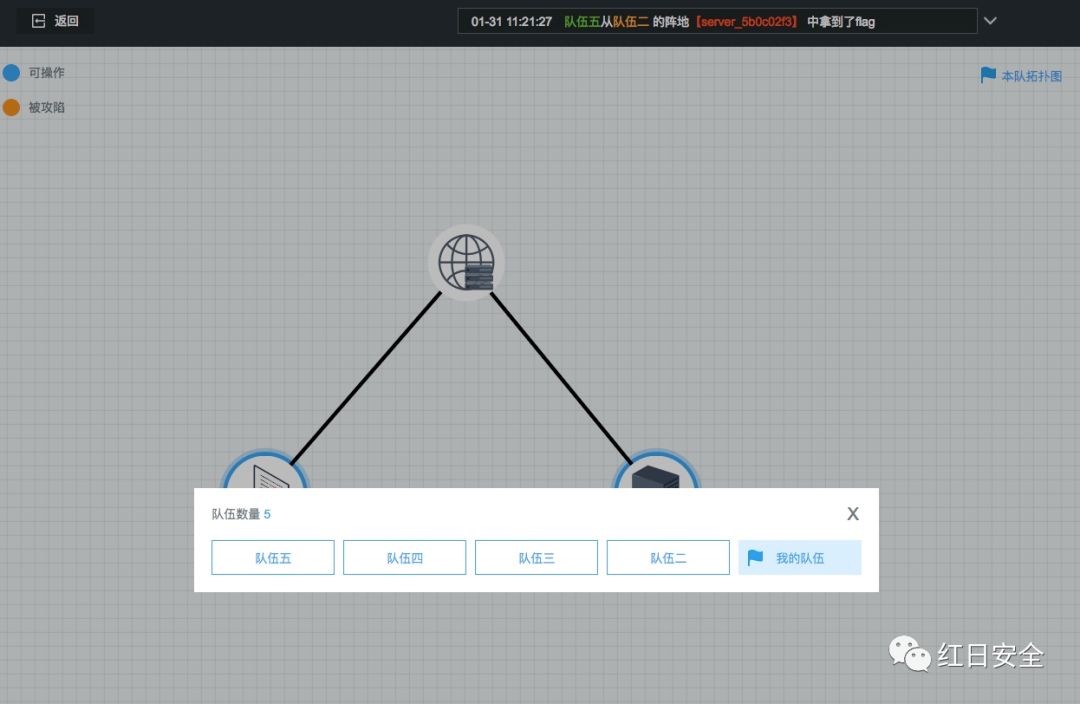 返回
01-31 11:21:27 队伍五从队伍二 的阵地【server_5b0c02f3】 中拿到了flag
可操作
本队拓扑图
被攻陷
队伍数量 5
X
队伍五
队伍四
队伍三
队伍二
我的队伍
红日安全